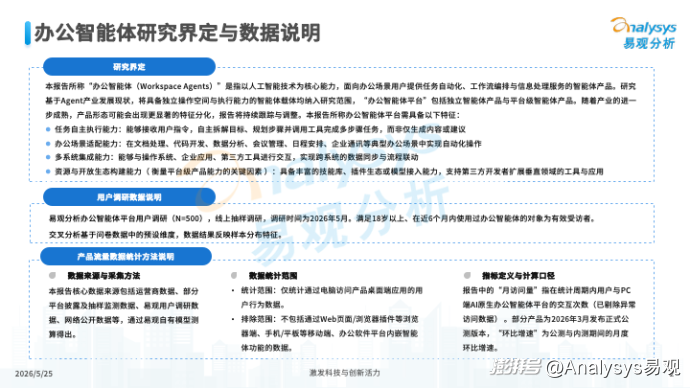 办公智能体研究界定与数据说明
analysys
易观分析
研究界定
本报告所称“办公智能体（Workspace Agents）”是指以人工智能技术为核心能力，面向办公场景用户提供任务自动化、工作流编排与信息处理服务的智能体产品。研究
基于Agent产业发展现状，将具备独立操作空间与执行能力的智能体载体均纳入研究范围，“办公智能体平台”包括独立智能体产品与平台级智能体产品。随着产业的进一
步成熟，产品形态可能会出现更显著的特征分化，报告将持续跟踪与调整。本报告所称办公智能体平台需具备以下特征：
• 任务自主执行能力：能够接收用户指令，自主拆解目标、规划步骤并调用工具完成多步骤任务，而非仅生成内容或建议
• 办公场景适配能力：在文档处理、代码开发、数据分析、会议管理、日程安排、企业通讯等典型办公场景中实现自动化操作
• 多系统集成能力：能够与操作系统、企业应用、第三方工具进行交互，实现跨系统的数据同步与流程联动
• 资源与开放生态构建能力（衡量平台级产品能力的关键因素）：具备丰富的技能库、插件生态或模型接入能力，支持第三方开发者扩展垂直领域的工具与应用
用户调研数据说明
易观分析办公智能体平台用户调研（N=500），线上抽样调研，调研时间为2026年5月。满足18岁以上、在近6个月内使用过办公智能体的对象为有效受访者。
交叉分析基于问卷数据中的预设维度，数据结果反映样本分布特征。
产品流量数据统计方法说明
数据来源与采集方法
本报告核心数据来源包括运营商数据、部分
平台披露及抽样监测数据、易观用户调研数
据、网络公开数据等，通过易观自有模型测
算得出。
• 数据统计范围
• 统计范围：仅统计通过电脑访问产品桌面端应用的用
户行为数据。
• 排除范围：不包括通过Web页面/浏览器插件等浏览
器端、手机/平板等移动端、办公软件平台内嵌智能
体功能的数据。
指标定义与计算口径
报告中的“月访问量”指在统计周期内用户与PC
端AI原生办公智能体平台的交互次数（已剔除异常
访问数据）。部分产品为2026年3月发布正式公
测版本，“环比增速”为公测与内测期间的月度
环比增速。
analysys
易观分析
2026/5/25
激发科技与创新活力
澎湃号@Analysys易观